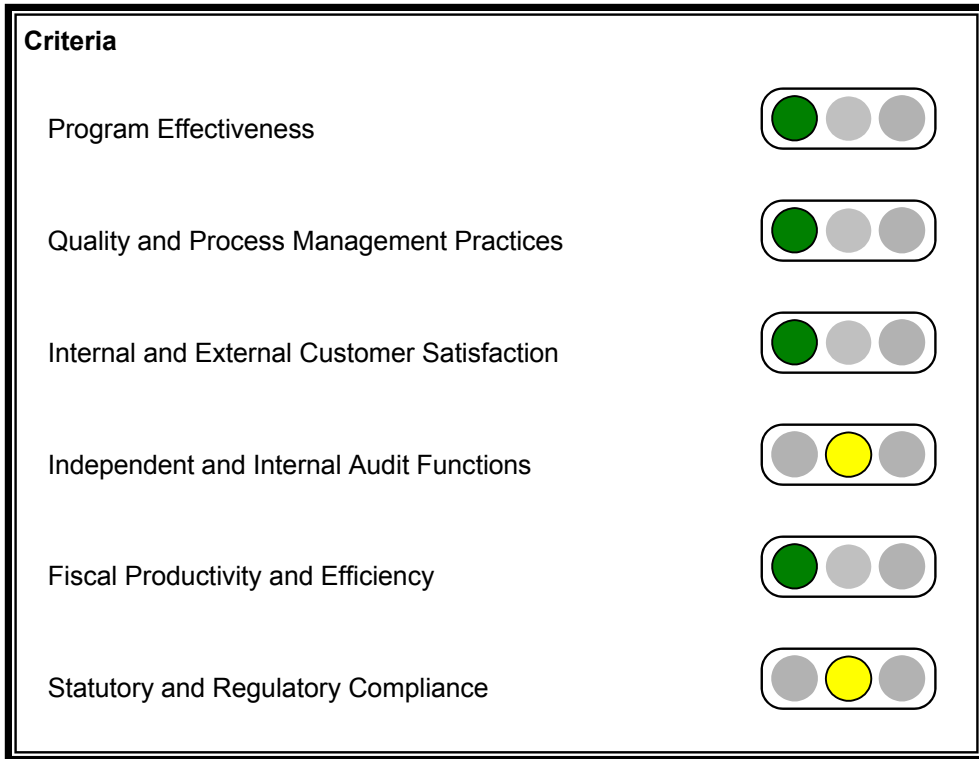 Criteria
Program Effectiveness
Quality and Process Management Practices
Internal and External Customer Satisfaction
Independent and Internal Audit Functions
Fiscal Productivity and Efficiency
Statutory and Regulatory Compliance